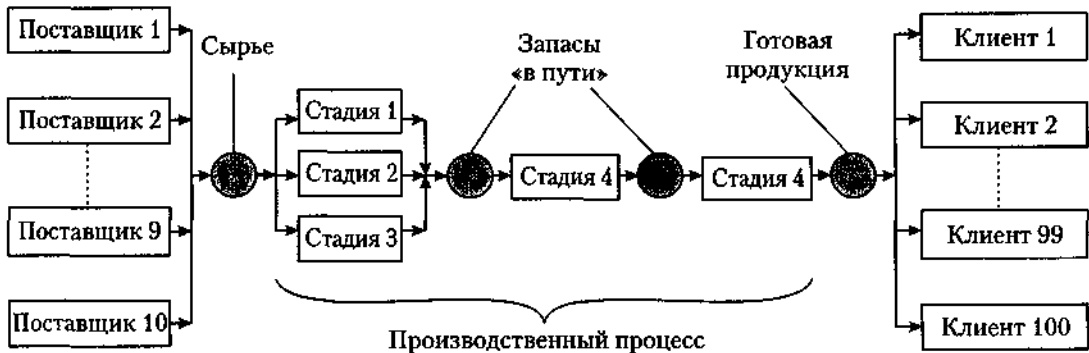 Поставщик 1
Поставщик 2
Поставщик 9
Поставщик 10
Сырье
Стадия 1
Стадия 2
Стадия 3
Запасы
«в пути»
Стадия 4
Стадия 4
Готовая
продукция
Производственный процесс
Клиент 1
Клиент 2
Клиент 99
Клиент 100